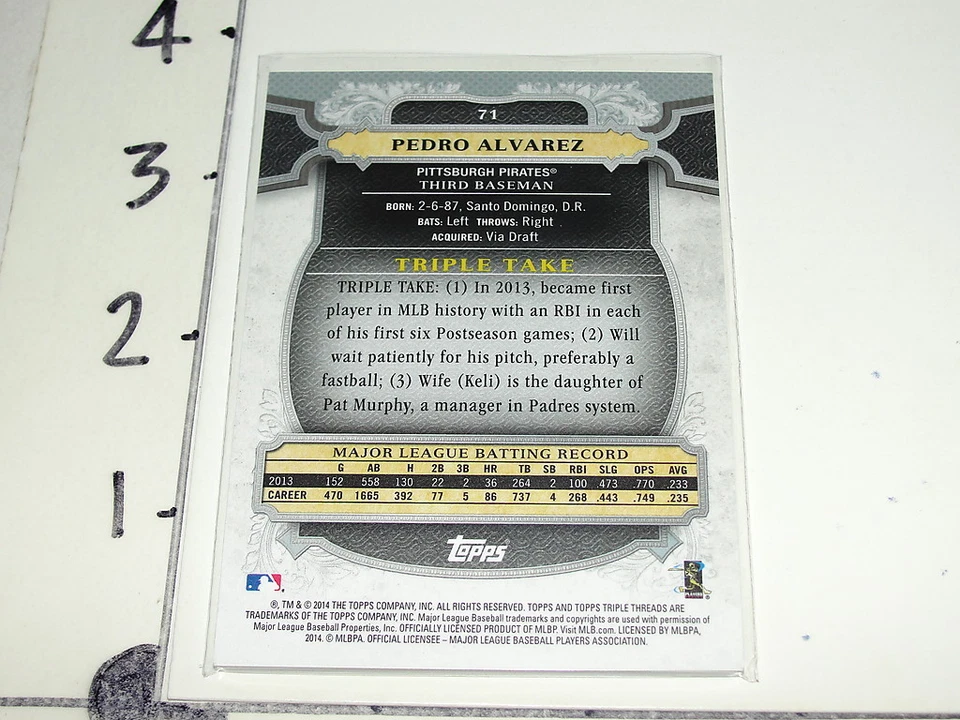 4
3
2
1
71
PEDRO ALVAREZ
PITTSBURGH PIRATES®
THIRD BASEMAN
BORN: 2-6-87, Santo Domingo, D.R.
BATS: Left THROWS: Right
ACQUIRED: Via Draft
TRIPLE TAKE
TRIPLE TAKE: (1) In 2013, became first
player in MLB history with an RBI in each
of his first six Postseason games; (2) Will
wait patiently for his pitch, preferably a
fastball; (3) Wife (Keli) is the daughter of
Pat Murphy, a manager in Padres system.
MAJOR LEAGUE BATTING RECORD
G AB H 2B 3B HR TB SB RBI SLG OPS AVG
2013 152 558 130 22 2 36 264 2 100 .473 .770 .233
CAREER 470 1665 392 77 5 86 737 4 268 .443 .749 .235
Topps
PLAYERS
®, TM & © 2014 THE TOPPS COMPANY, INC. ALL RIGHTS RESERVED. TOPPS AND TOPPS TRIPLE THREADS ARE
TRADEMARKS OF THE TOPPS COMPANY, INC. Major League Baseball trademarks and copyrights are used with permission of
Major League Baseball Properties, Inc. OFFICIALLY LICENSED PRODUCT OF MLBP. Visit MLB.com. LICENSED BY MLBPA,
2014. © MLBPA. OFFICIAL LICENSEE – MAJOR LEAGUE BASEBALL PLAYERS ASSOCIATION.